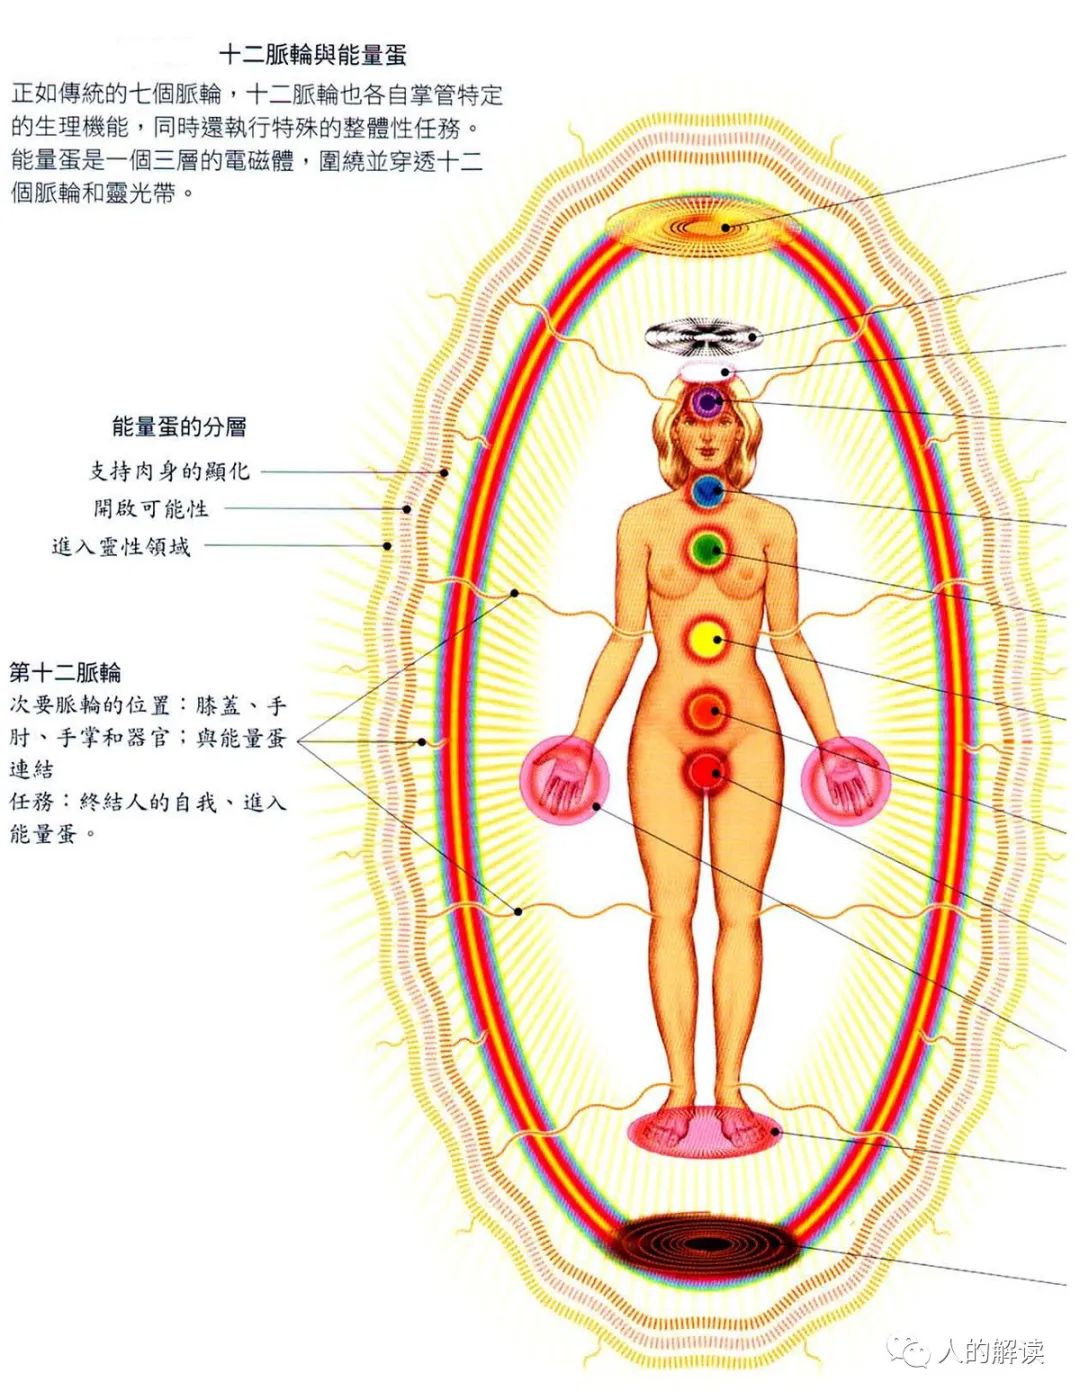 十二脈輪與能量蛋
正如傳統的七個脈輪，十二脈輪也各自掌管特定
的生理機能，同時還執行特殊的整體性任務。
能量蛋是一個三層的電磁體，圍繞並穿透十二
個脈輪和靈光帶。
能量蛋的分層
支持肉身的顯化
開啟可能性
進入靈性領域
第十二脈輪
次要脈輪的位置：膝蓋、手
肘、手掌和器官；與能量蛋
連結
任務：終結人的自我、進入
能量蛋。
人的解读